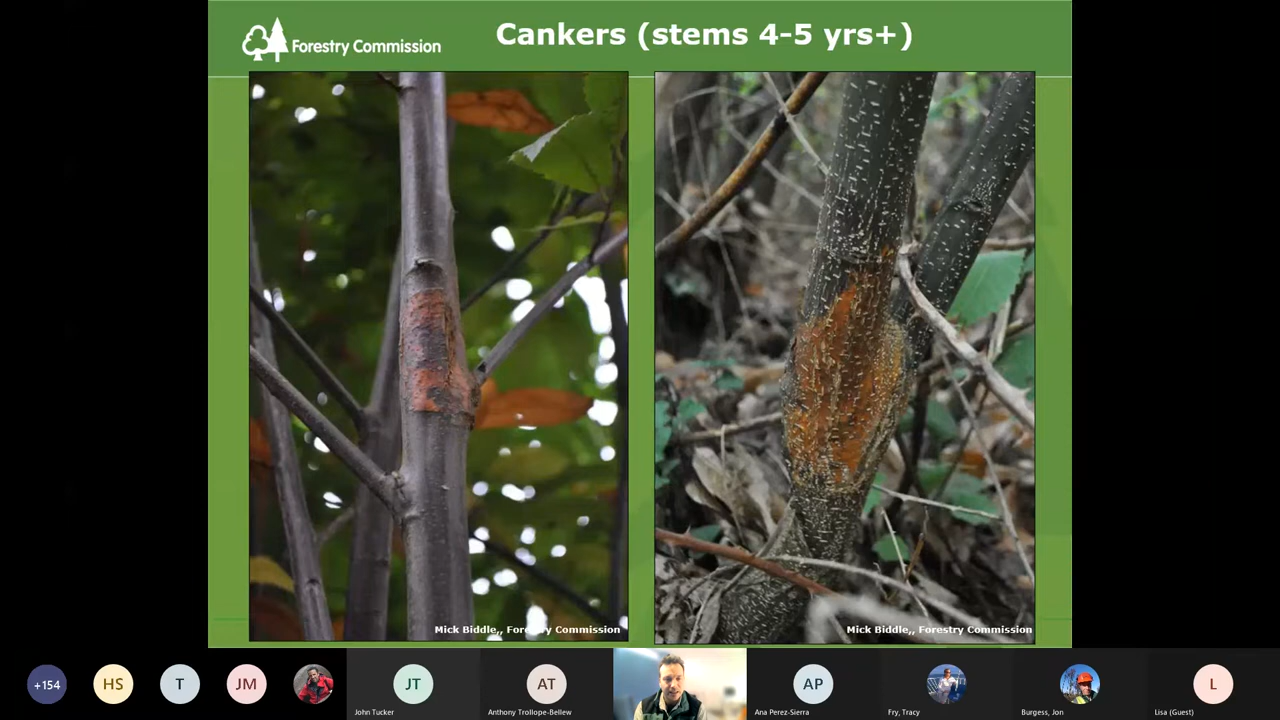 Forestry Commission
Cankers (stems 4-5 yrs+)
Mick Biddle,, Forestry Commission
Mick Biddle,, Forestry Commission
+154
HS
T
JM
JT
AT
AP
L
John Tucker
Anthony Trollope-Bellew
Ana Perez-Sierra
Fry, Tracy
Burgess, Jon
Lisa (Guest)